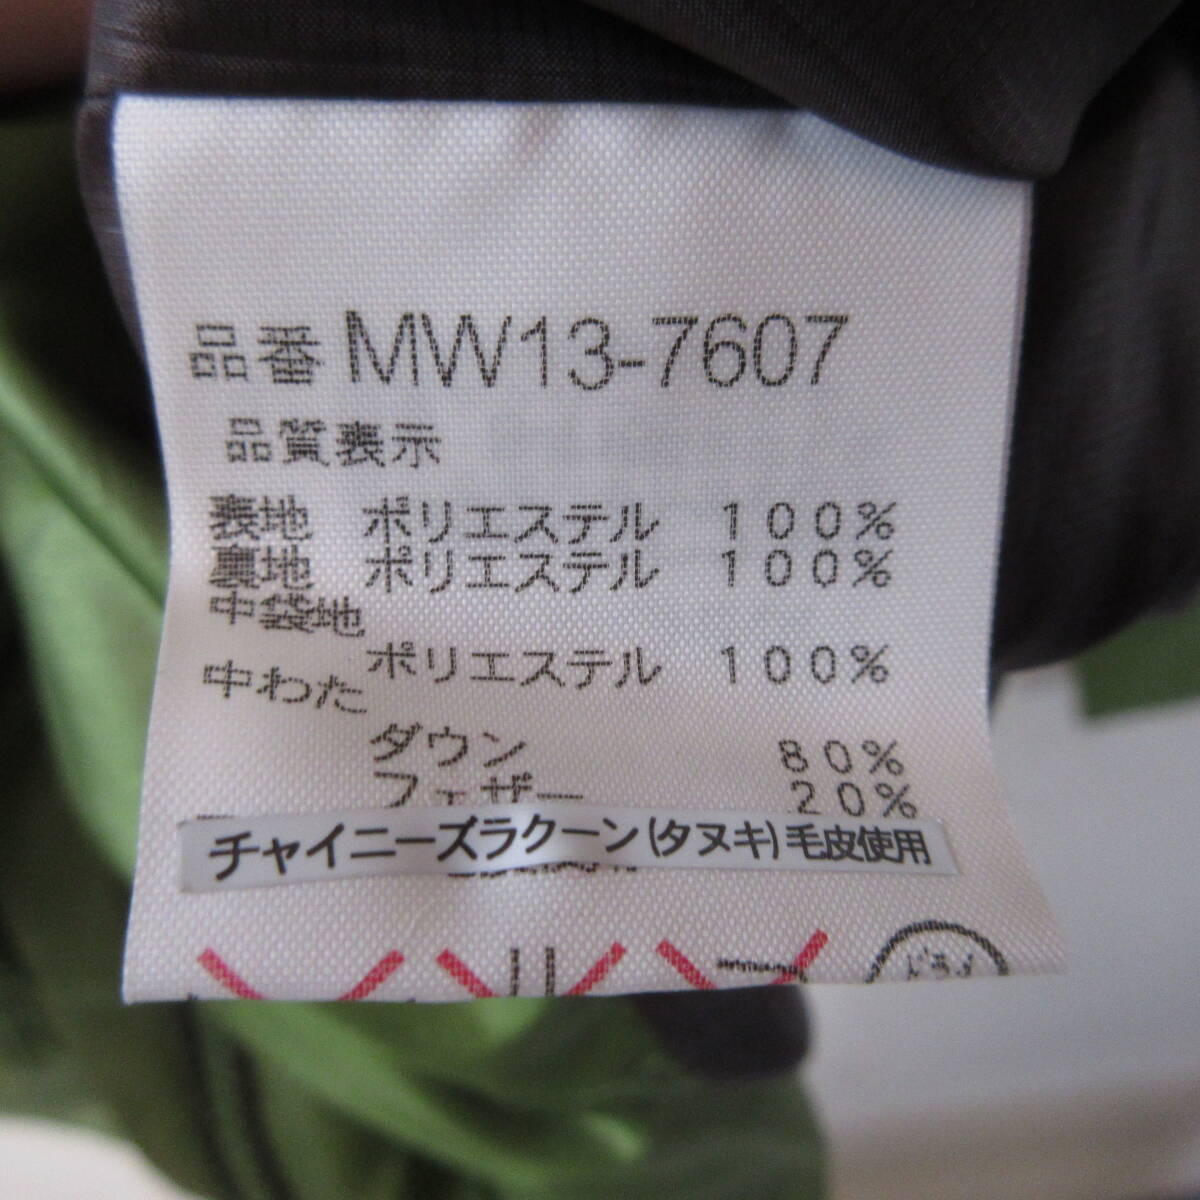 品番 MW13-7607
品質表示
表地 ポリエステル 100%
裏地 ポリエステル 100%
中袋地
ポリエステル 100%
中わた
ダウン 80%
フェザー 20%
チャイニーズラクーン(タヌキ)毛皮使用
ドライ